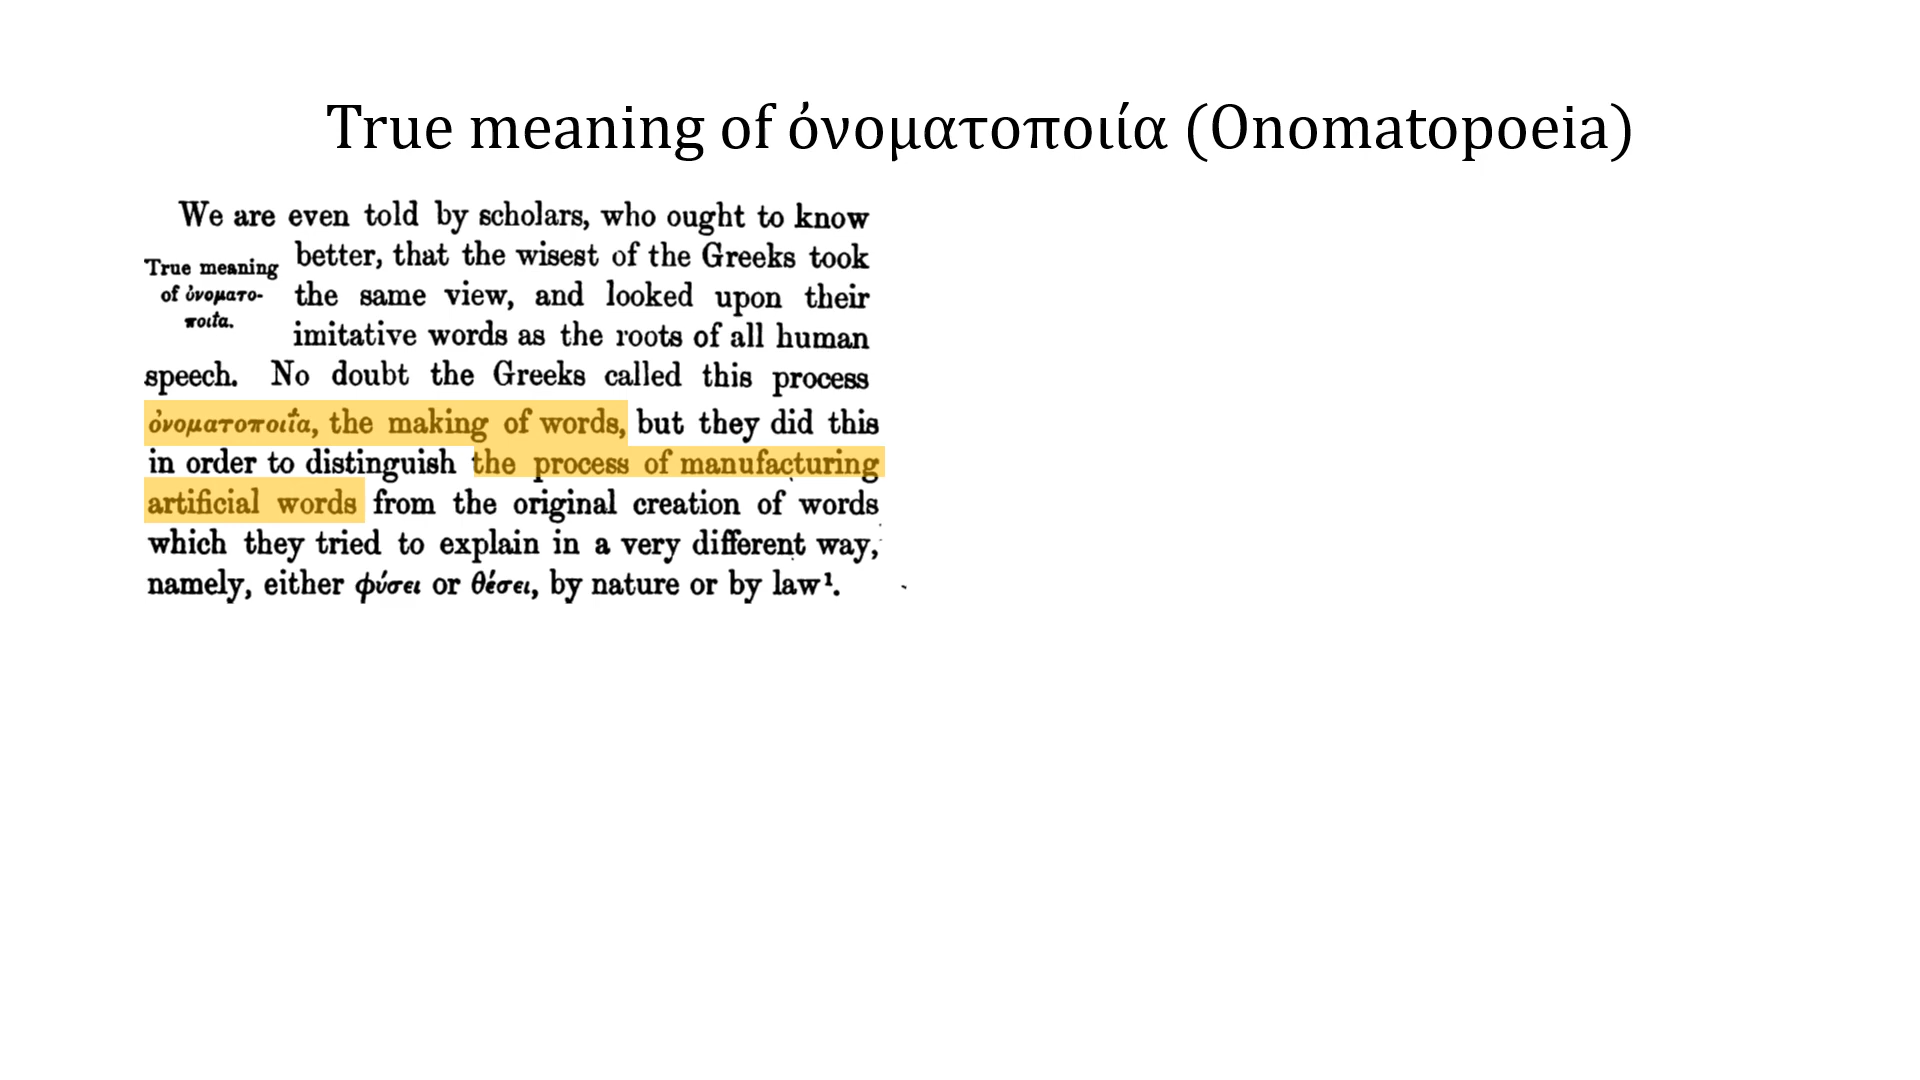 True meaning of ὀνοματοποιία (Onomatopoeia)
We are even told by scholars, who ought to know
True meaning
of ὀνοματο-
ποιΐα.
better, that the wisest of the Greeks took
the same view, and looked upon their
imitative words as the roots of all human
speech. No doubt the Greeks called this process
ὀνοματοποιΐα, the making of words, but they did this
in order to distinguish the process of manufacturing
artificial words from the original creation of words
which they tried to explain in a very different way,
namely, either φύσει or θέσει, by nature or by law¹.